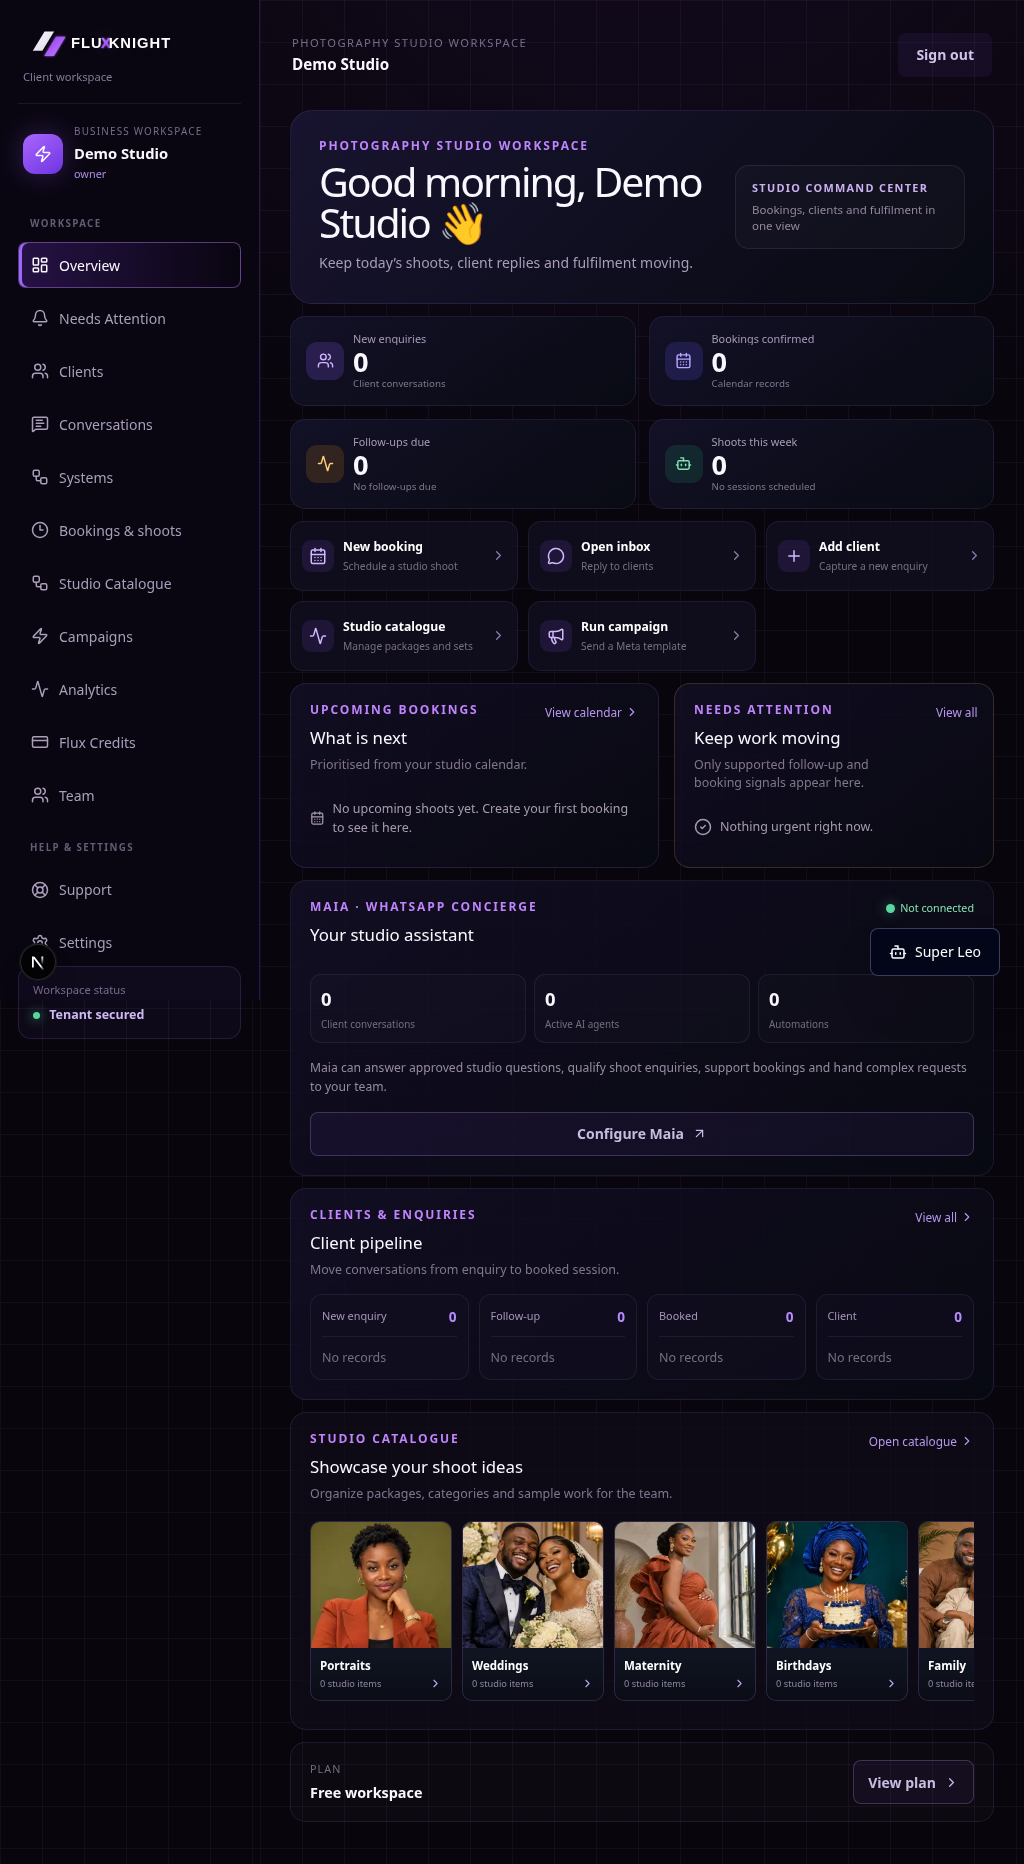 FLUXKNIGHT
Client workspace
BUSINESS WORKSPACE
Demo Studio
owner
WORKSPACE
Overview
Needs Attention
Clients
Conversations
Systems
Bookings & shoots
Studio Catalogue
Campaigns
Analytics
Flux Credits
Team
HELP & SETTINGS
Support
Settings
N
Workspace status
Tenant secured
PHOTOGRAPHY STUDIO WORKSPACE
Demo Studio
Sign out
PHOTOGRAPHY STUDIO WORKSPACE
Good morning, Demo
Studio 👋
Keep today's shoots, client replies and fulfilment moving.
STUDIO COMMAND CENTER
Bookings, clients and fulfilment in
one view
New enquiries
0
Client conversations
Bookings confirmed
0
Calendar records
Follow-ups due
0
No follow-ups due
Shoots this week
0
No sessions scheduled
New booking
Schedule a studio shoot
Open inbox
Reply to clients
Add client
Capture a new enquiry
Studio catalogue
Manage packages and sets
Run campaign
Send a Meta template
UPCOMING BOOKINGS
View calendar
What is next
Prioritised from your studio calendar.
No upcoming shoots yet. Create your first booking
to see it here.
NEEDS ATTENTION
View all
Keep work moving
Only supported follow-up and
booking signals appear here.
Nothing urgent right now.
MAIA · WHATSAPP CONCIERGE
Not connected
Your studio assistant
Super Leo
0
Client conversations
0
Active AI agents
0
Automations
Maia can answer approved studio questions, qualify shoot enquiries, support bookings and hand complex requests
to your team.
Configure Maia
CLIENTS & ENQUIRIES
View all
Client pipeline
Move conversations from enquiry to booked session.
New enquiry 0
No records
Follow-up 0
No records
Booked 0
No records
Client 0
No records
STUDIO CATALOGUE
Open catalogue
Showcase your shoot ideas
Organize packages, categories and sample work for the team.
Portraits
0 studio items
Weddings
0 studio items
Maternity
0 studio items
Birthdays
0 studio items
Family
0 studio ite
PLAN
Free workspace
View plan